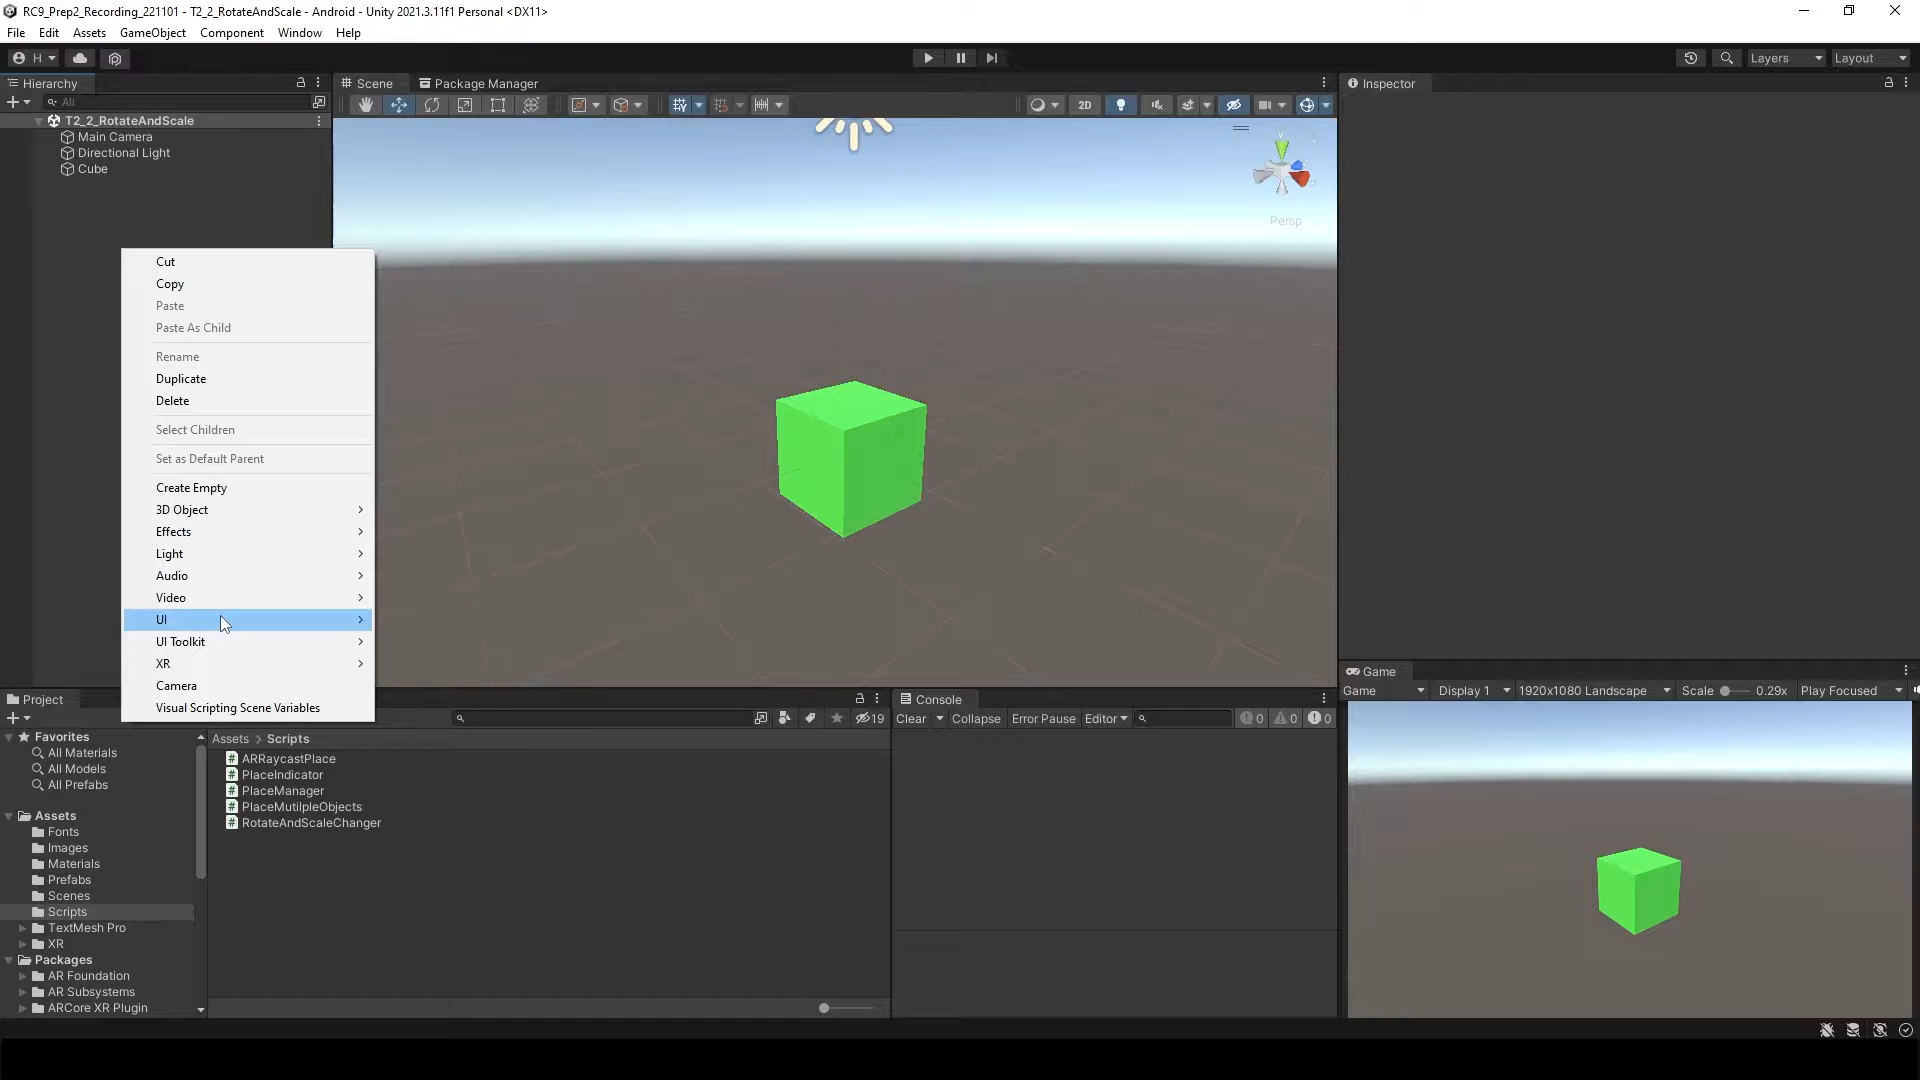 RC9_Prep2_Recording_221101 - T2_2_RotateAndScale - Android - Unity 2021.3.11f1 Personal <DX11>
File Edit Assets GameObject Component Window Help
H
Layers Layout
Hierarchy
All
T2_2_RotateAndScale
Main Camera
Directional Light
Cube
Cut
Copy
Paste
Paste As Child
Rename
Duplicate
Delete
Select Children
Set as Default Parent
Create Empty
3D Object
Effects
Light
Audio
Video
UI
UI Toolkit
XR
Camera
Visual Scripting Scene Variables
Scene Package Manager
2D
y
Persp
Inspector
Project
19
Favorites
All Materials
All Models
All Prefabs
Assets
Fonts
Images
Materials
Prefabs
Scenes
Scripts
TextMesh Pro
XR
Packages
AR Foundation
AR Subsystems
ARCore XR Plugin
Assets > Scripts
ARRaycastPlace
PlaceIndicator
PlaceManager
PlaceMutilpleObjects
RotateAndScaleChanger
Console
Clear Collapse Error Pause Editor
0 0 0
Game
Game Display 1 1920x1080 Landscape Scale 0.29x Play Focused